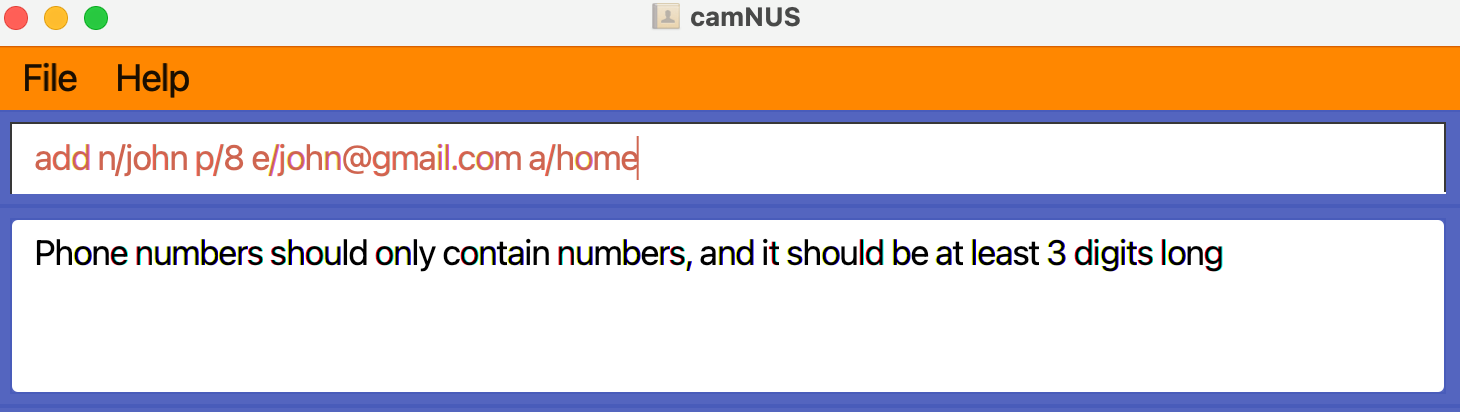 camNUS
File Help
add n/john p/8 e/john@gmail.com a/home
Phone numbers should only contain numbers, and it should be at least 3 digits long